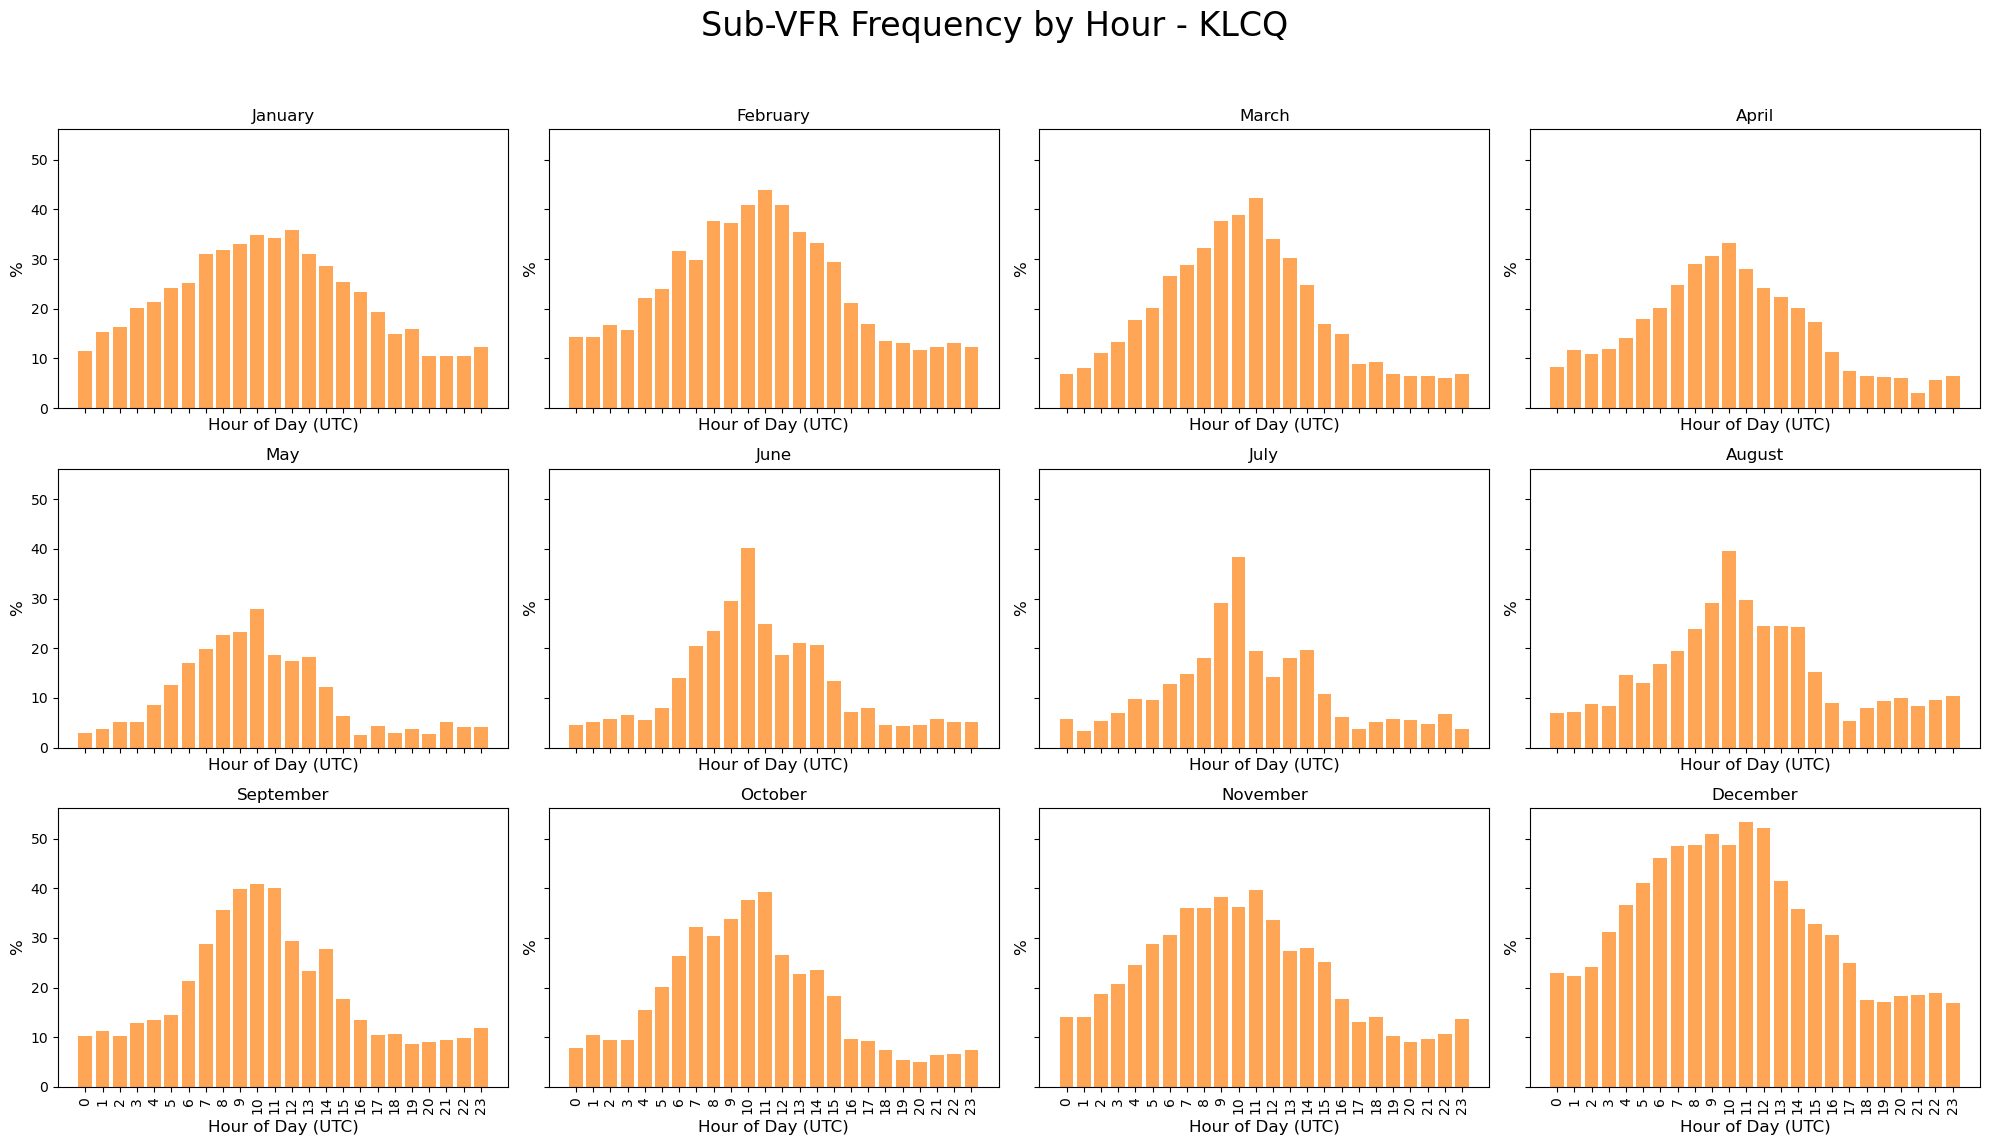 Sub-VFR Frequency by Hour - KLCQ
January
February
March
April
50
40
30
20
10
0
%
%
%
%
Hour of Day (UTC)
Hour of Day (UTC)
Hour of Day (UTC)
Hour of Day (UTC)
May
June
July
August
50
40
30
20
10
0
%
%
%
%
Hour of Day (UTC)
Hour of Day (UTC)
Hour of Day (UTC)
Hour of Day (UTC)
September
October
November
December
50
40
30
20
10
0
%
%
%
%
0 1 2 3 4 5 6 7 8 9 10 11 12 13 14 15 16 17 18 19 20 21 22 23
0 1 2 3 4 5 6 7 8 9 10 11 12 13 14 15 16 17 18 19 20 21 22 23
0 1 2 3 4 5 6 7 8 9 10 11 12 13 14 15 16 17 18 19 20 21 22 23
0 1 2 3 4 5 6 7 8 9 10 11 12 13 14 15 16 17 18 19 20 21 22 23
Hour of Day (UTC)
Hour of Day (UTC)
Hour of Day (UTC)
Hour of Day (UTC)